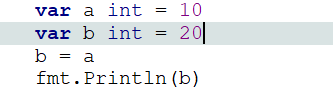 var a int = 10
var b int = 20
b = a
fmt.Println(b)